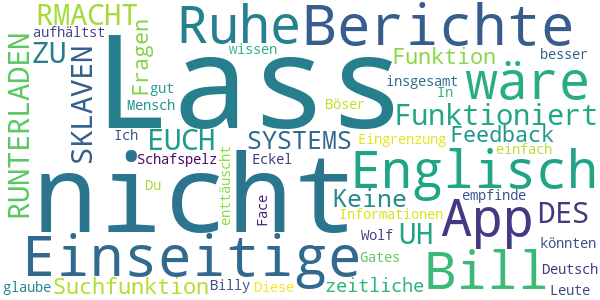 RMACHT
Ruhe
Berichte
aufhältst
ZU
Fragen
wissen
Funktion
besser
Lass
insgesamt
In
wäre
SKLAVEN
gut
Mensch
Böser
Funktioniert
RUNTERLADEN
Ich
EUCH
SYSTEMS
Eingrenzung
Feedback
einfach
Schafspelz
Eckel
nicht
Du
enttäuscht
Englisch
Face
Keine
empfinde
Informationen
App
DES
Einseitige
Wolf
UH
könnten
Billy
Gates
Bill
Deutsch
glaube
Suchfunktion
Diese
zeitliche
Leute